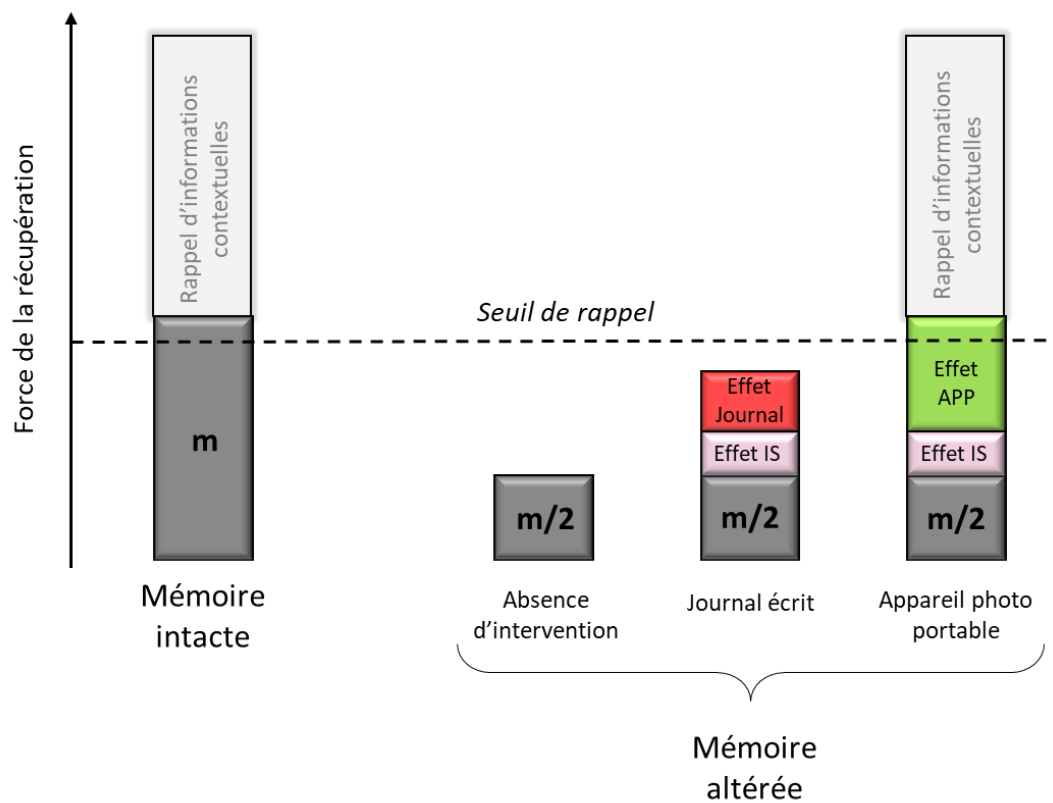 Force de la récupération
Rappel d'informations
contextuelles
m
Mémoire
intacte
Seuil de rappel
m/2
Absence
d'intervention
Effet
Journal
Effet IS
m/2
Journal écrit
Rappel d'informations
contextuelles
Effet
APP
Effet IS
m/2
Appareil photo
portable
Mémoire
altérée